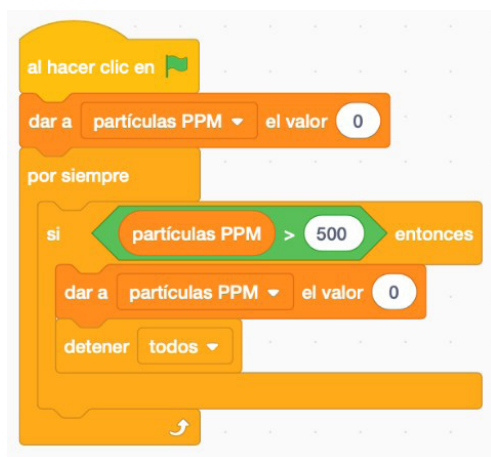 al hacer clic en
dar a partículas PPM el valor 0
por siempre
si partículas PPM > 500 entonces
dar a partículas PPM el valor 0
detener todos